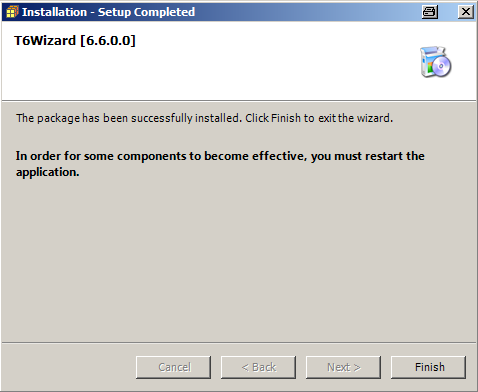 Installation - Setup Completed
T6Wizard [6.6.0.0]
The package has been successfully installed. Click Finish to exit the wizard.
In order for some components to become effective, you must restart the
application.
Cancel
< Back
Next >
Finish